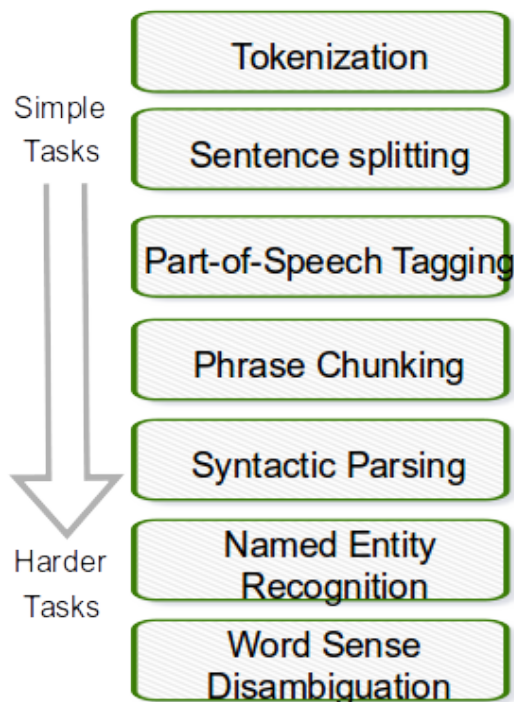 Tokenization
Simple
Tasks
Sentence splitting
Part-of-Speech Tagging
Phrase Chunking
Syntactic Parsing
Named Entity
Recognition
Harder
Tasks
Word Sense
Disambiguation